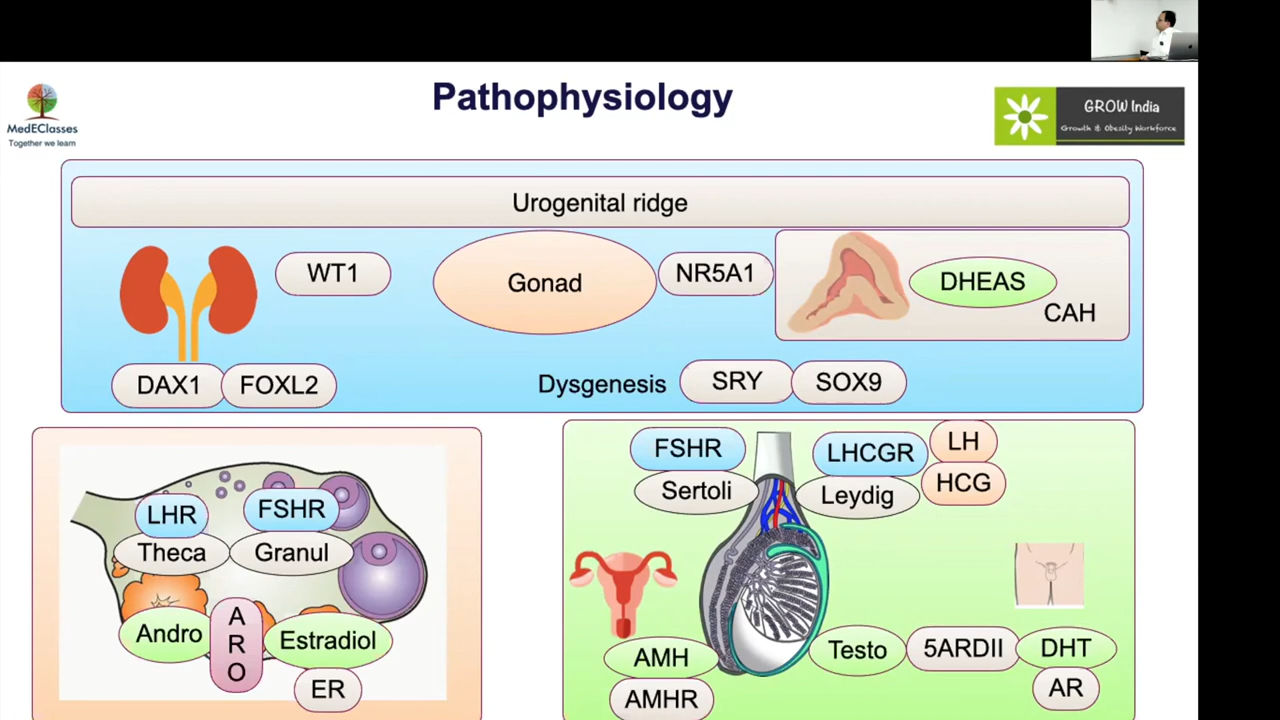 Pathophysiology
MedEClasses
Together we learn
GROW India
Growth & Obesity Workforce
Urogenital ridge
WT1
Gonad
NR5A1
DHEAS
CAH
DAX1
FOXL2
Dysgenesis
SRY
SOX9
LHR
FSHR
Theca
Granul
Andro
A
R
O
Estradiol
ER
FSHR
LHCGR
LH
Sertoli
Leydig
HCG
AMH
Testo
5ARDII
DHT
AMHR
AR